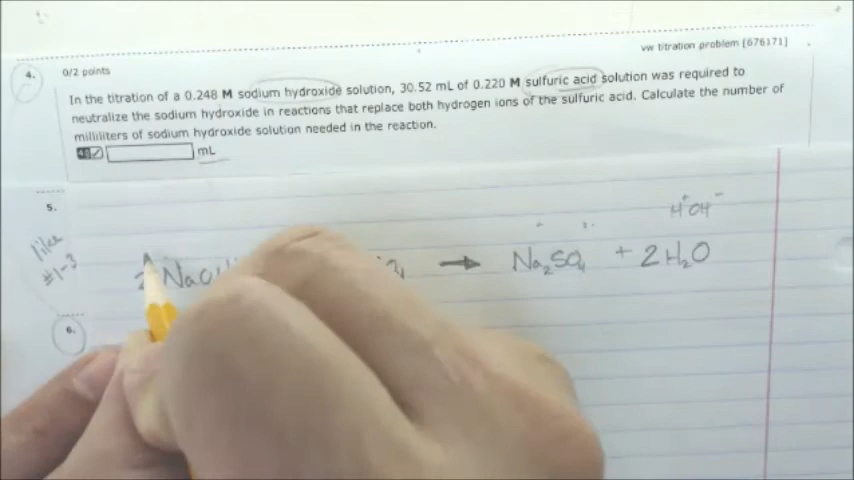 vw titration problem [676171]
4. 0/2 points
In the titration of a 0.248 M sodium hydroxide solution, 30.52 mL of 0.220 M sulfuric acid solution was required to
neutralize the sodium hydroxide in reactions that replace both hydrogen ions of the sulfuric acid. Calculate the number of
milliliters of sodium hydroxide solution needed in the reaction.
mL
5.
H⁺OH⁻
like
#1-3
→ Na₂SO₄ + 2H₂O
6.